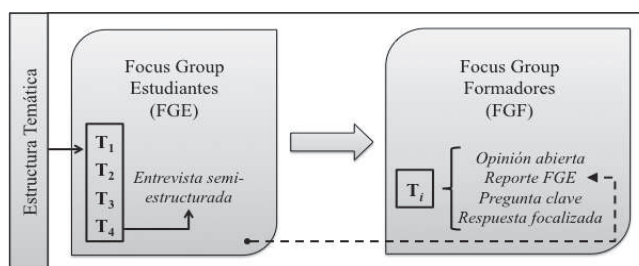 Estructura Temática
Focus Group
Estudiantes
(FGE)
T1
T2
T3
T4
Entrevista semi-
estructurada
Focus Group
Formadores
(FGF)
Ti
Opinión abierta
Reporte FGE
Pregunta clave
Respuesta focalizada